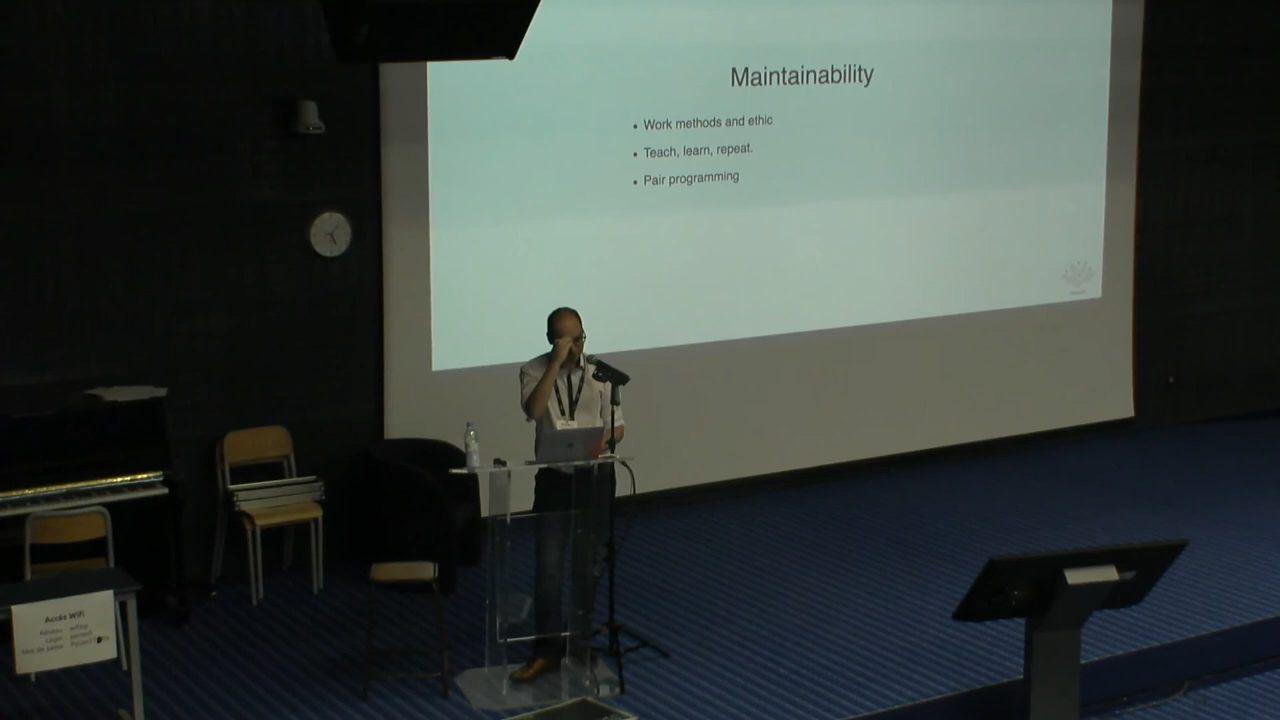 Maintainability
Work methods and ethic
Teach, learn, repeat.
Pair programming
Accès Wifi